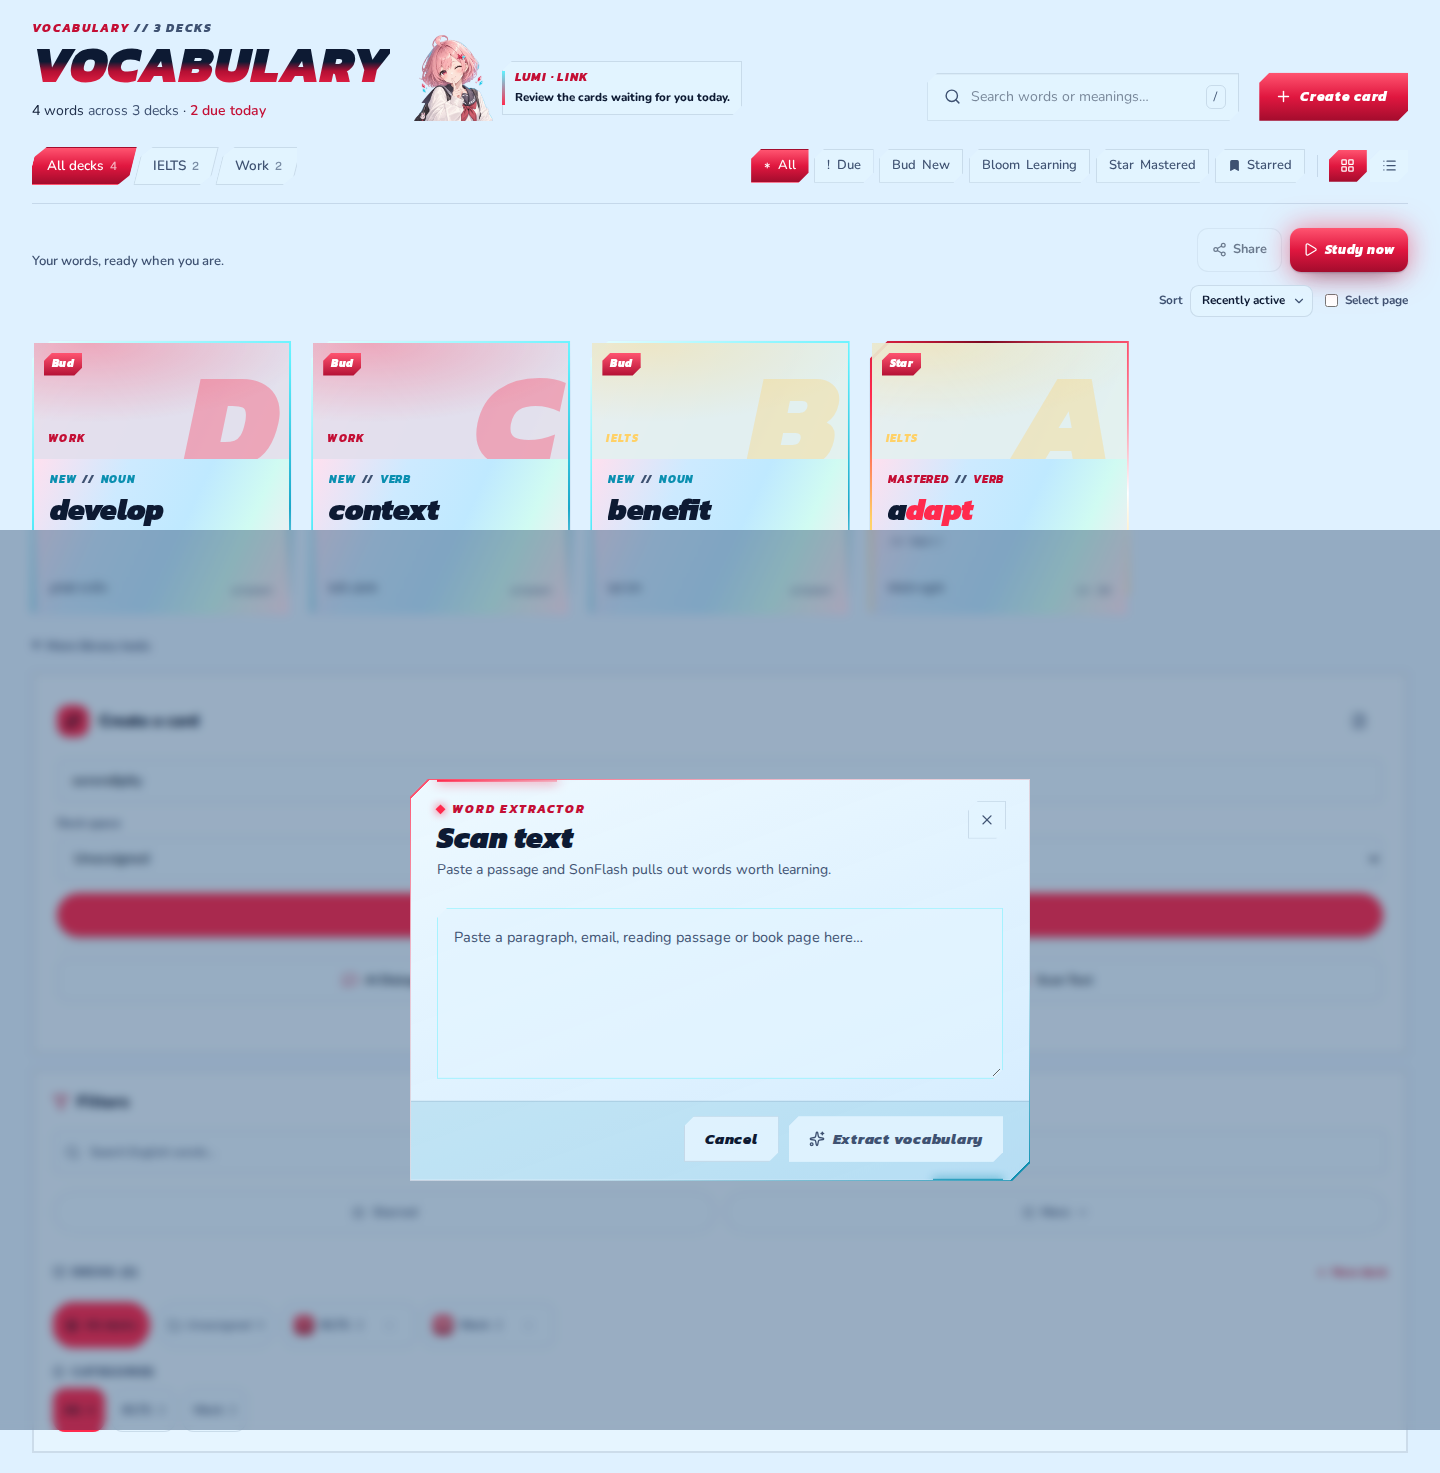 VOCABULARY // 3 DECKS
VOCABULARY
4 words across 3 decks · 2 due today
LUMI · LINK
Review the cards waiting for you today.
Search words or meanings... /
+ Create card
All decks 4
IELTS 2
Work 2
* All
! Due
Bud New
Bloom Learning
Star Mastered
Starred
Your words, ready when you are.
Share
Study now
Sort Recently active
Select page
Bud
D
WORK
NEW // NOUN
develop
Bud
C
WORK
NEW // VERB
context
Bud
B
IELTS
NEW // NOUN
benefit
Star
A
IELTS
MASTERED // VERB
adapt
Create a card
Filters
WORD EXTRACTOR
Scan text
Paste a passage and SonFlash pulls out words worth learning.
Paste a paragraph, email, reading passage or book page here...
Cancel
Extract vocabulary